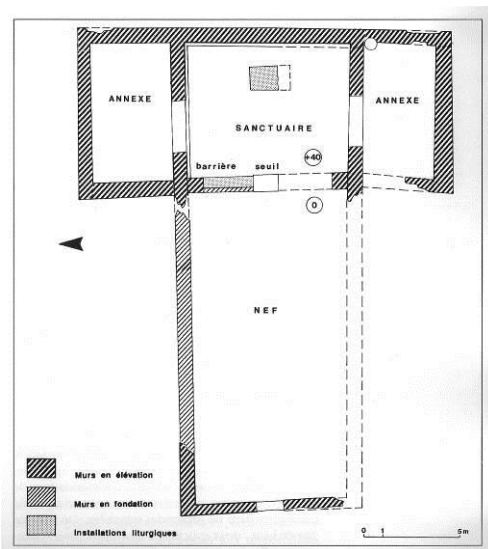 ANNEXE
ANNEXE
SANCTUAIRE
barrière seuil
+40
0
NEF
Murs en élévation
Murs en fondation
Installations liturgiques
0 1 5m